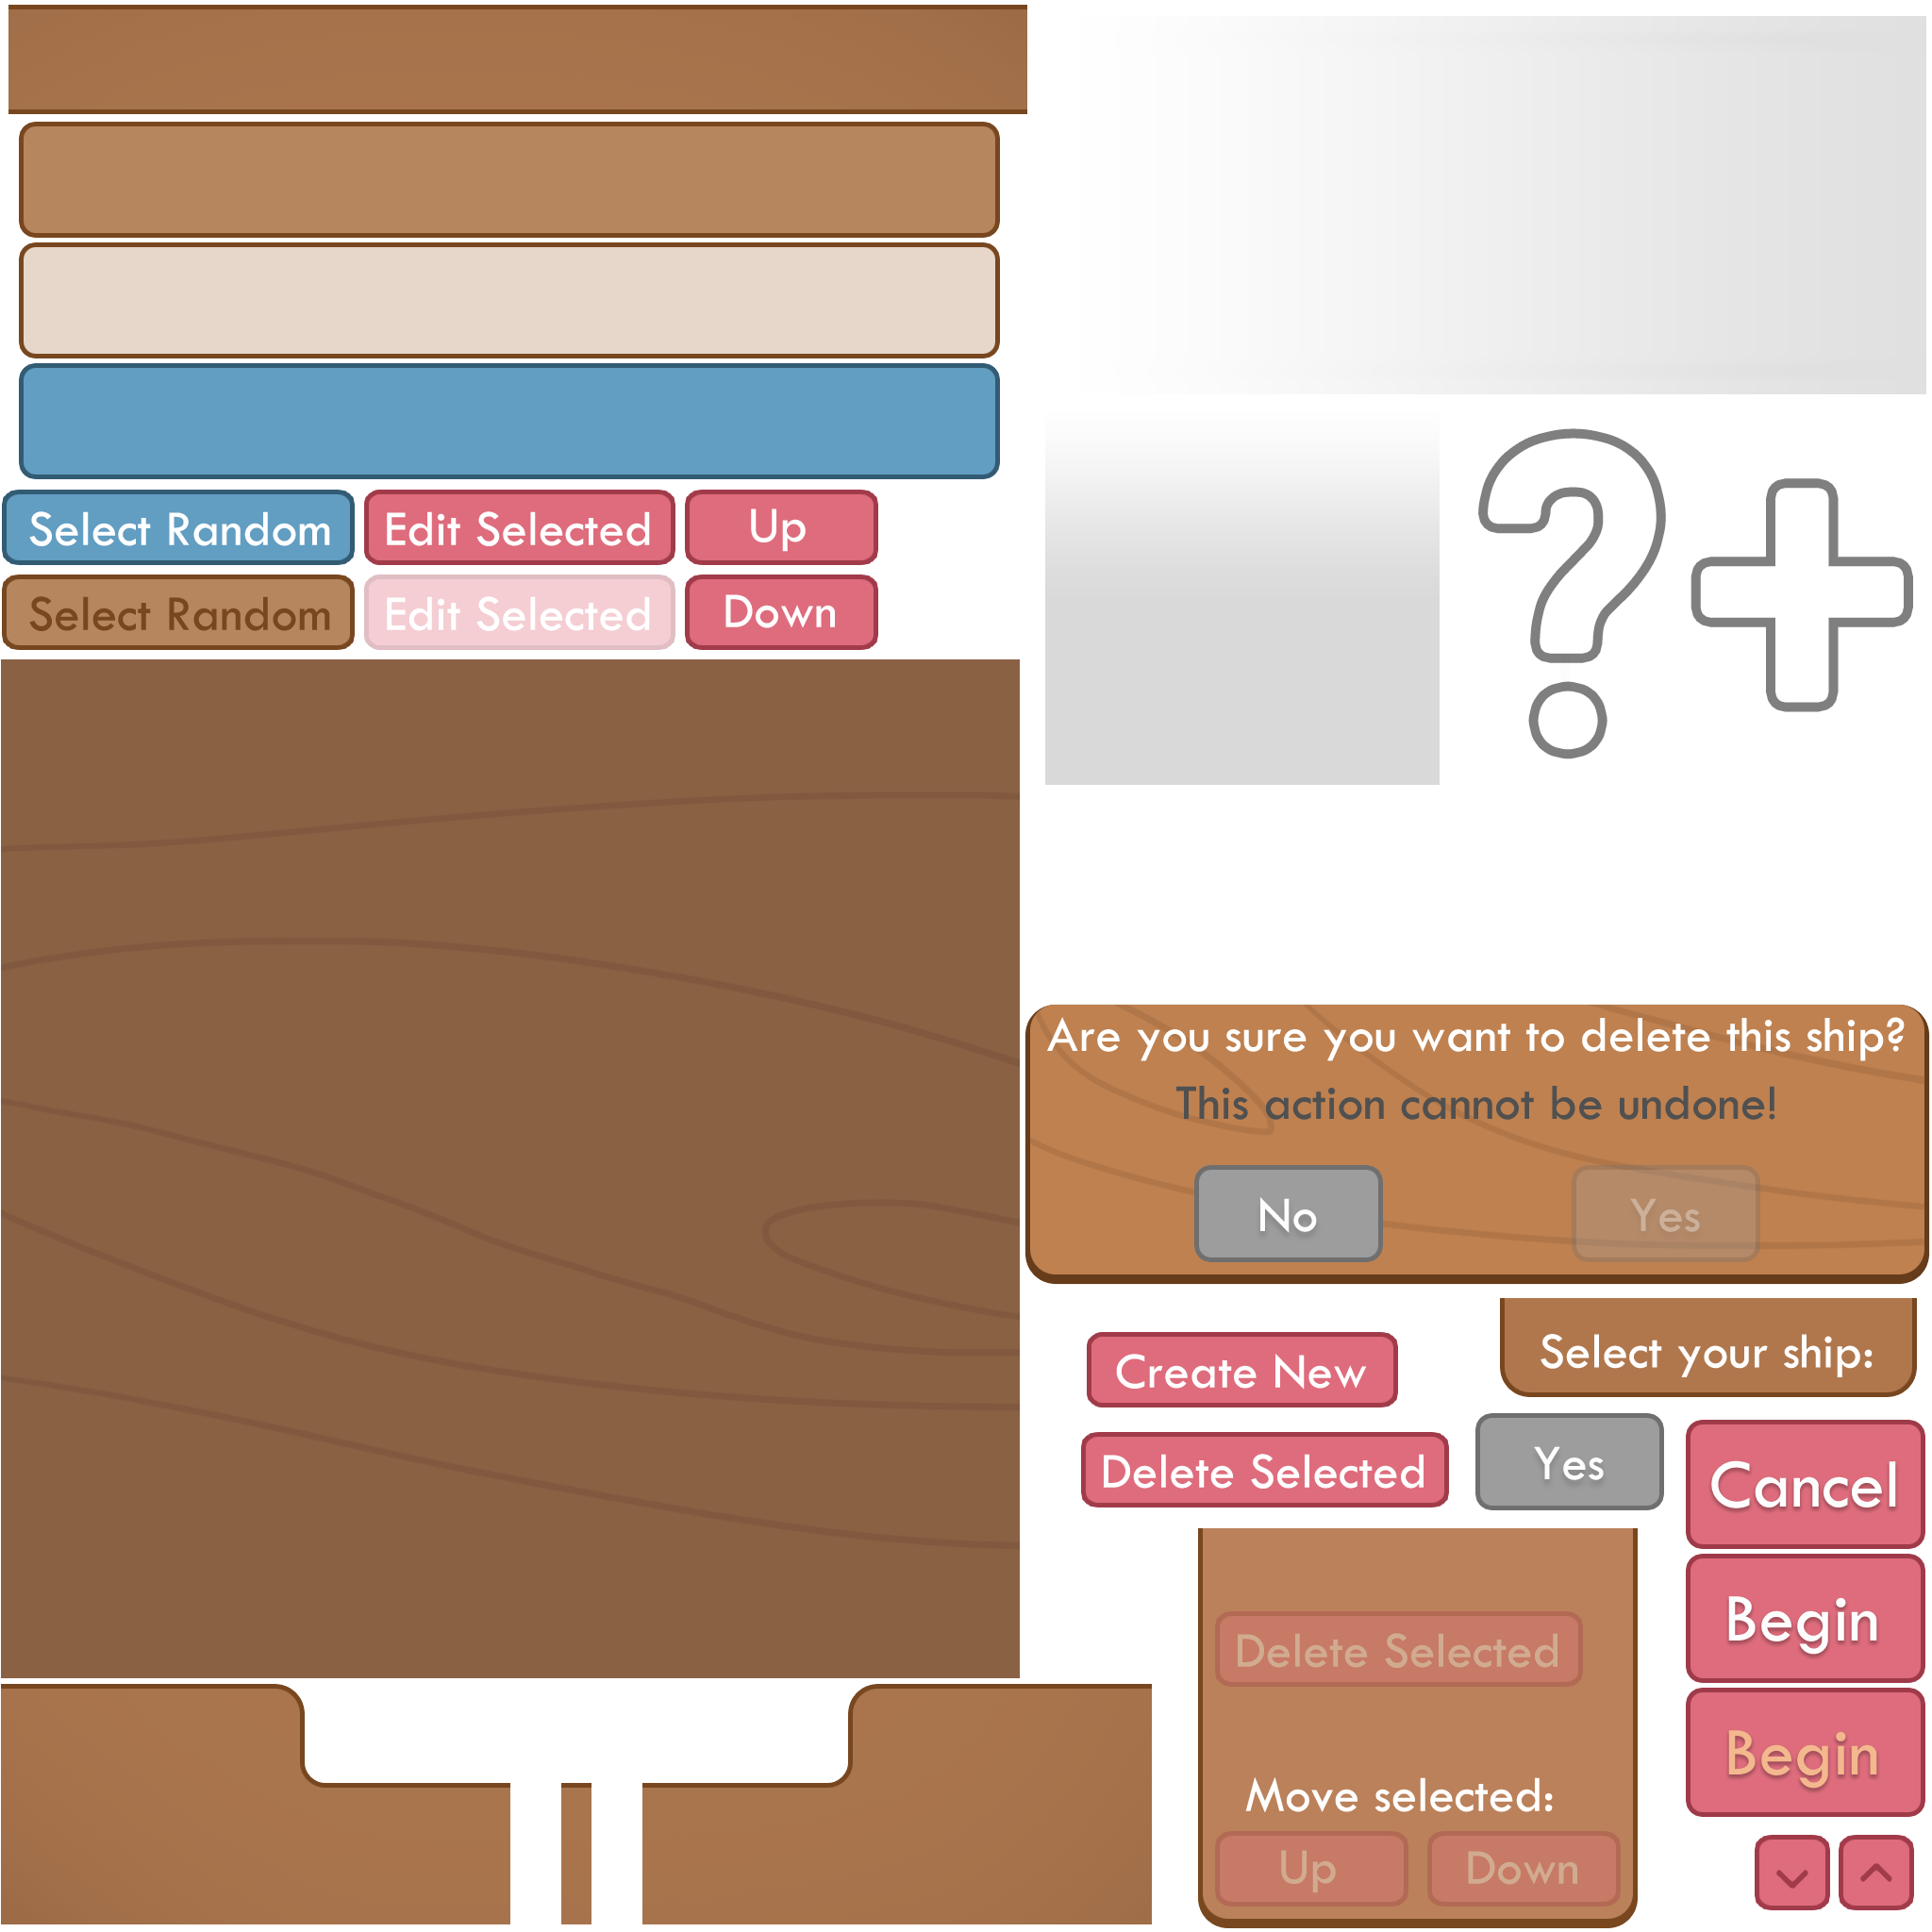 Select Random
Edit Selected
Up
Select Random
Edit Selected
Down
Are you sure you want to delete this ship?
This action cannot be undone!
No
Yes
Select your ship:
Create New
Delete Selected
Yes
Cancel
Begin
Begin
Delete Selected
Move selected:
Up
Down